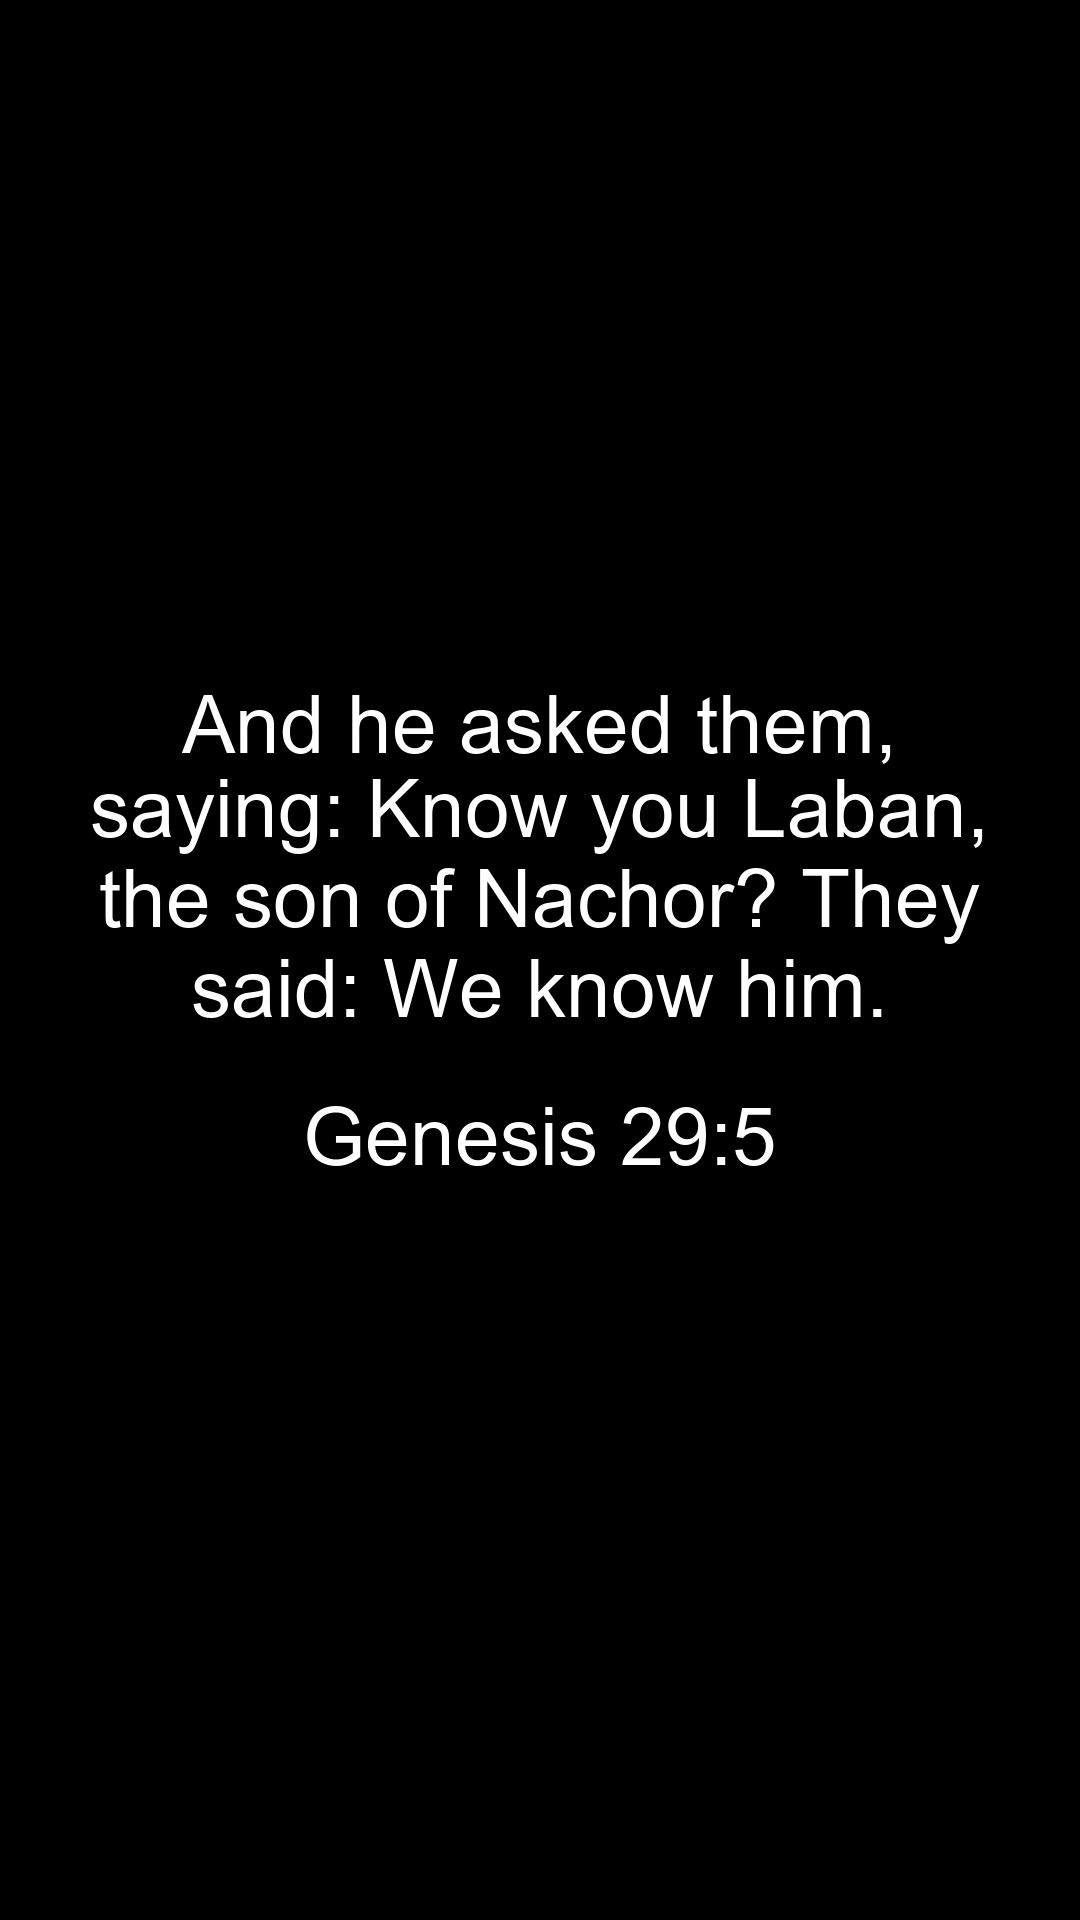 And he asked them,
saying: Know you Laban,
the son of Nachor? They
said: We know him.
Genesis 29:5